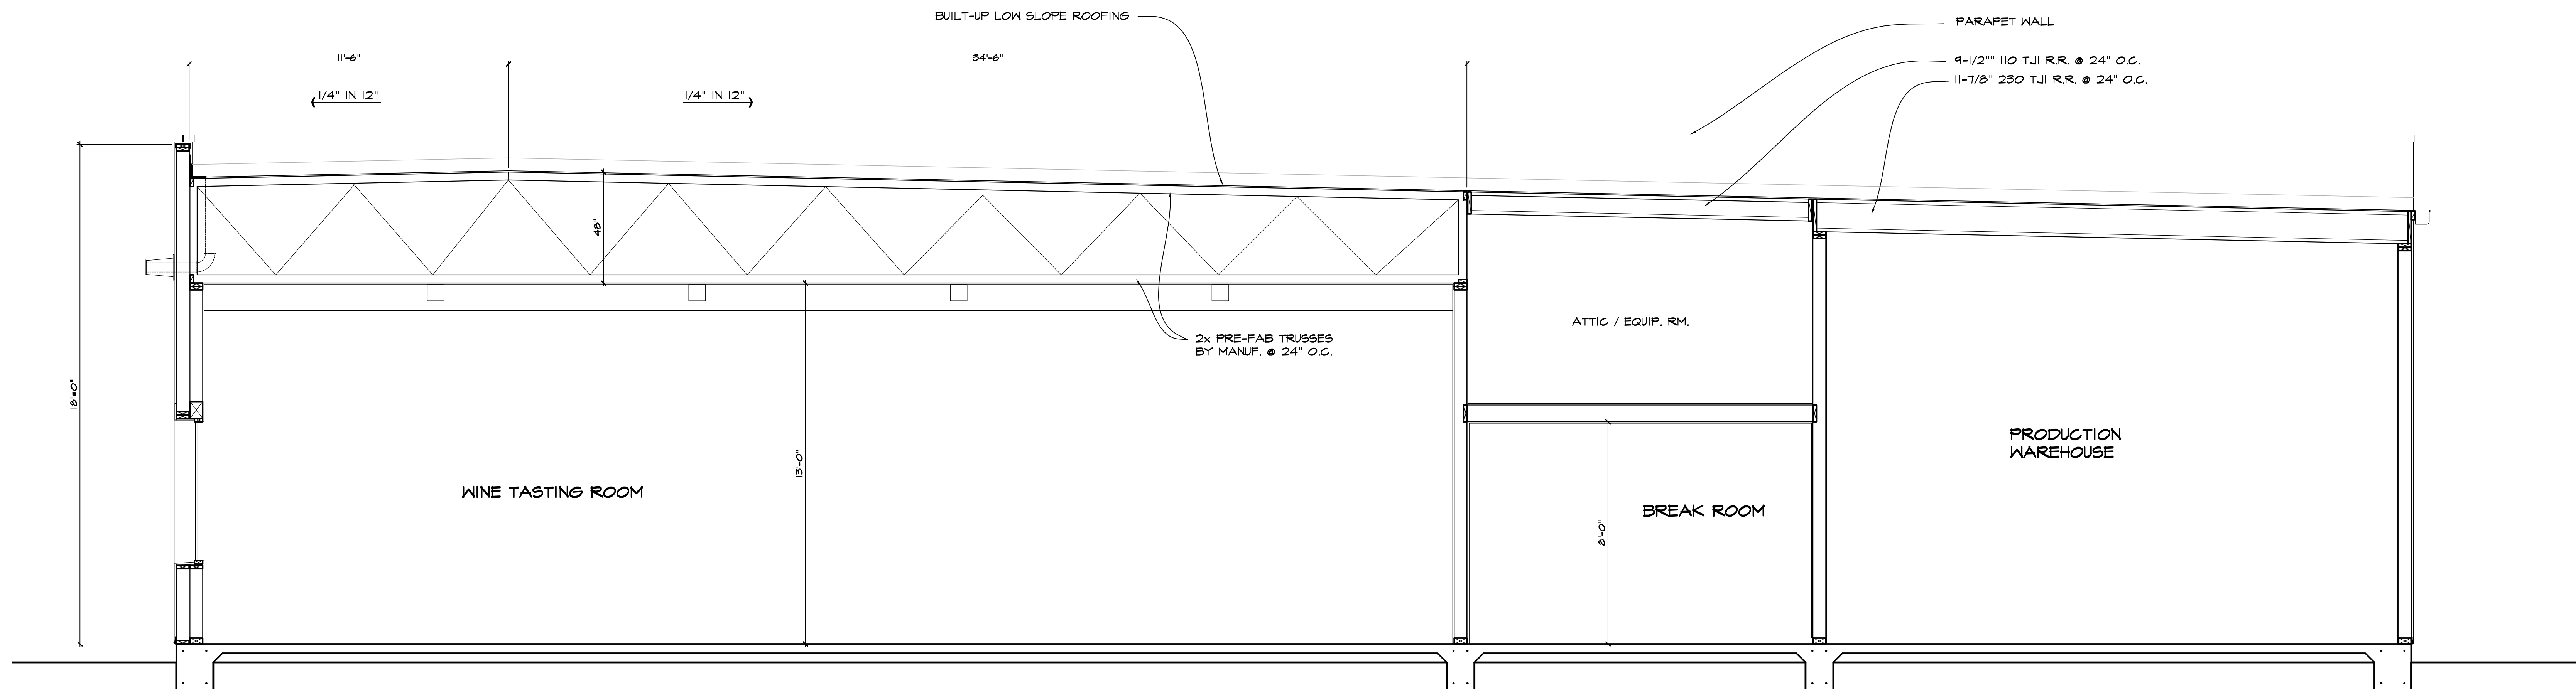 BUILT-UP LOW SLOPE ROOFING
PARAPET WALL
11'-6"
34'-6"
9-1/2"" 110 TJI R.R. @ 24" O.C.
11-7/8" 230 TJI R.R. @ 24" O.C.
1/4" IN 12"
1/4" IN 12"
48"
18'=0"
ATTIC / EQUIP. RM.
2x PRE-FAB TRUSSES
BY MANUF. @ 24" O.C.
13'-0"
PRODUCTION
WAREHOUSE
WINE TASTING ROOM
BREAK ROOM
8'-0"